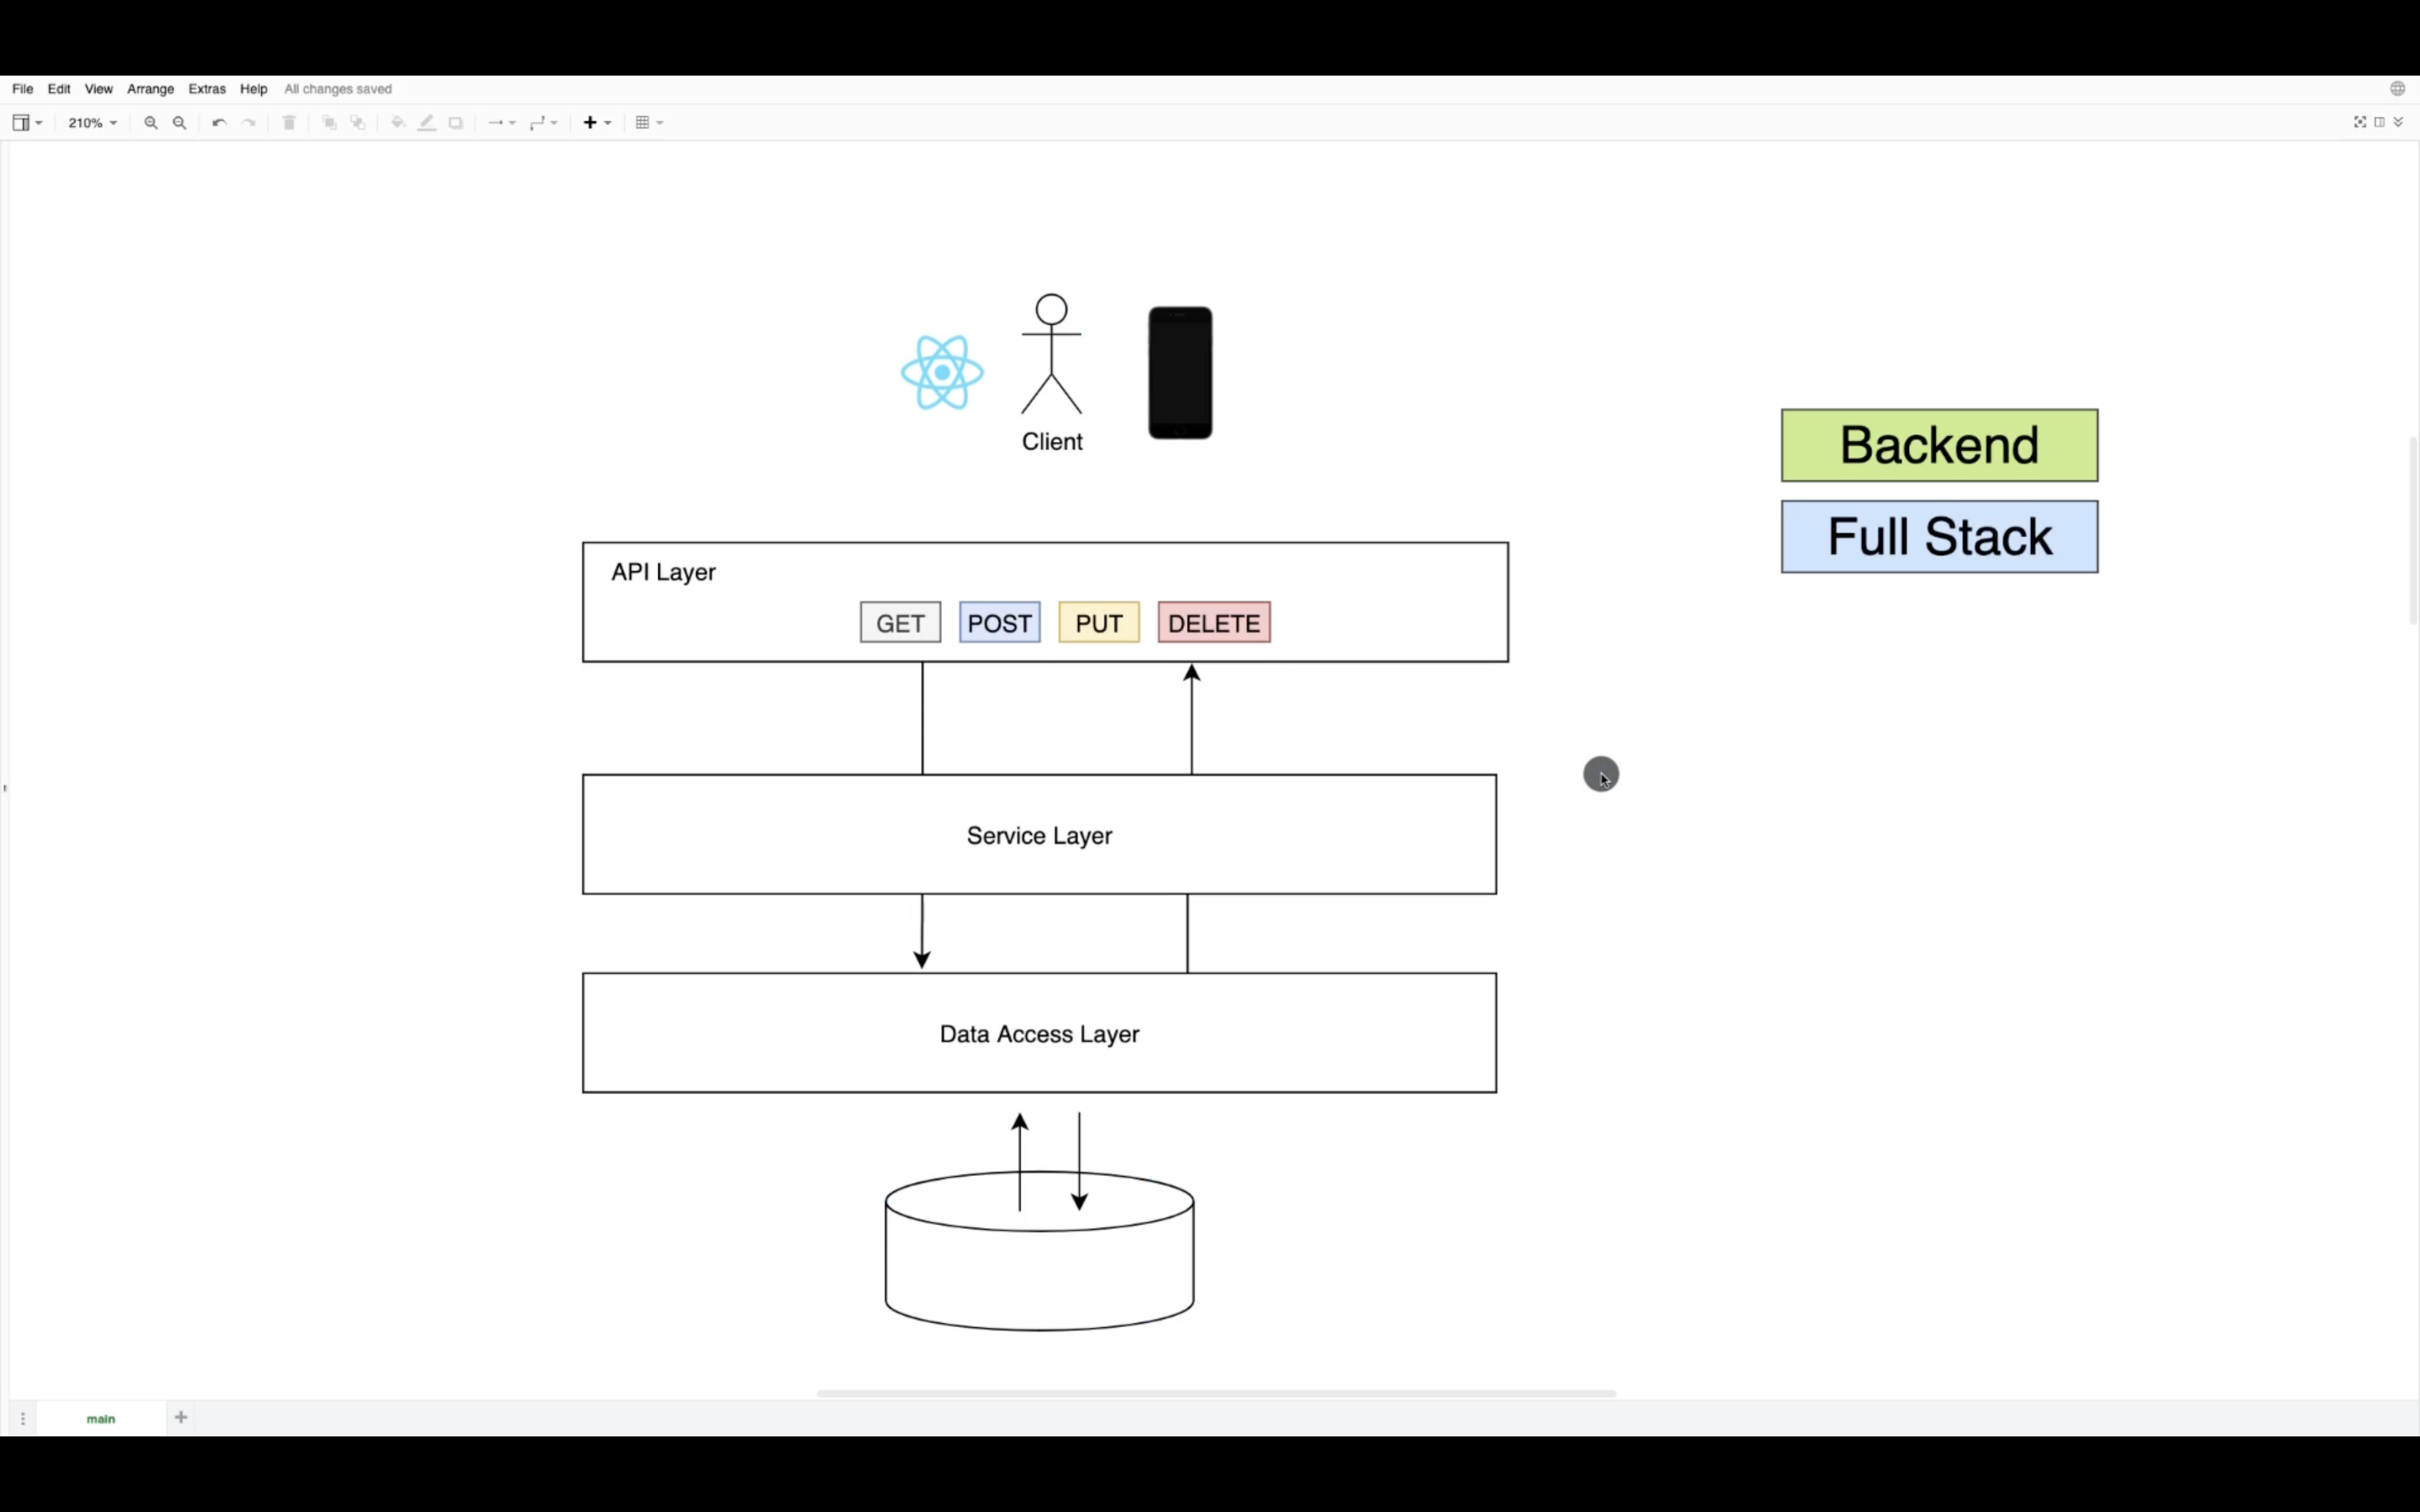 File Edit View Arrange Extras Help All changes saved
210%
Client
Backend
Full Stack
API Layer
GET POST PUT DELETE
Service Layer
Data Access Layer
main